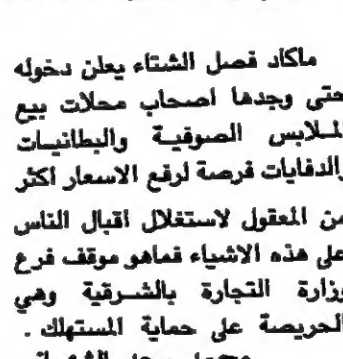 ماكاد فصل الشتاء يعلن دخوله
حتى وجدها اصحاب محلات بيع
الملابس الصوفية والبطانيات
والدفايات فرصة لرفع الاسعار اكثر
من المعقول لاستغلال اقبال الناس
على هذه الاشياء فماهو موقف فرع
وزارة التجارة بالشرقية وهي
الحريصة على حماية المستهلك .